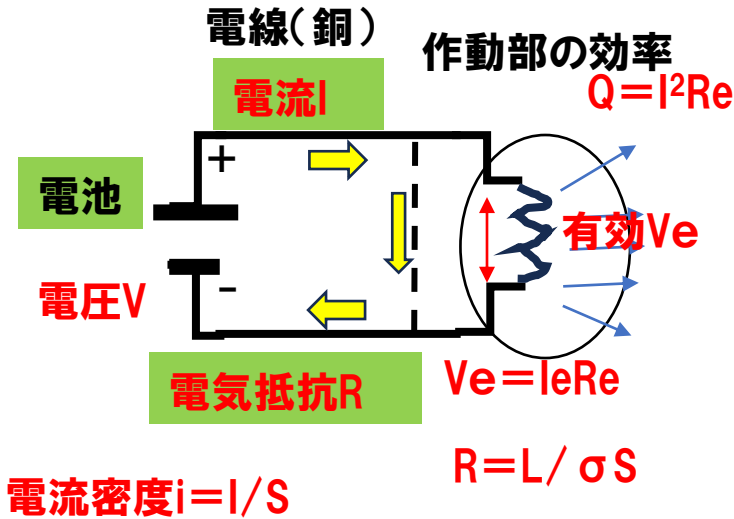 電線(銅)
作動部の効率
電流I
Q=I²Re
+
電池
有効Ve
電圧V
-
電気抵抗R
Ve=IeRe
R=L/σS
電流密度i=I/S